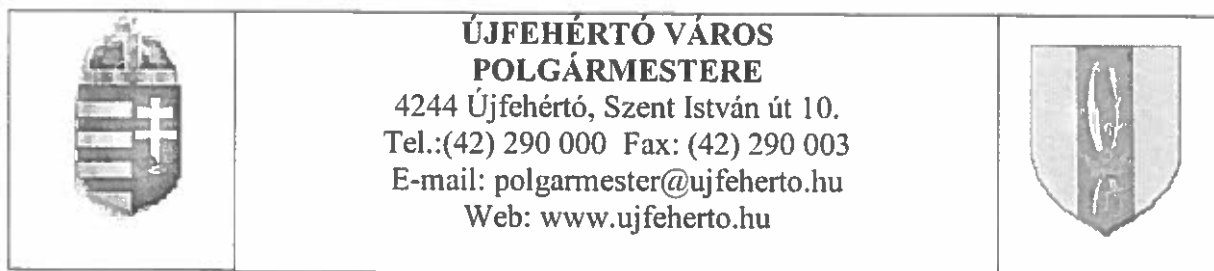 ÚJFEHÉRTÓ VÁROS
POLGÁRMESTERE
4244 Újfehértó, Szent István út 10.
Tel.:(42) 290 000 Fax: (42) 290 003
E-mail: polgarmester@ujfeherto.hu
Web: www.ujfeherto.hu